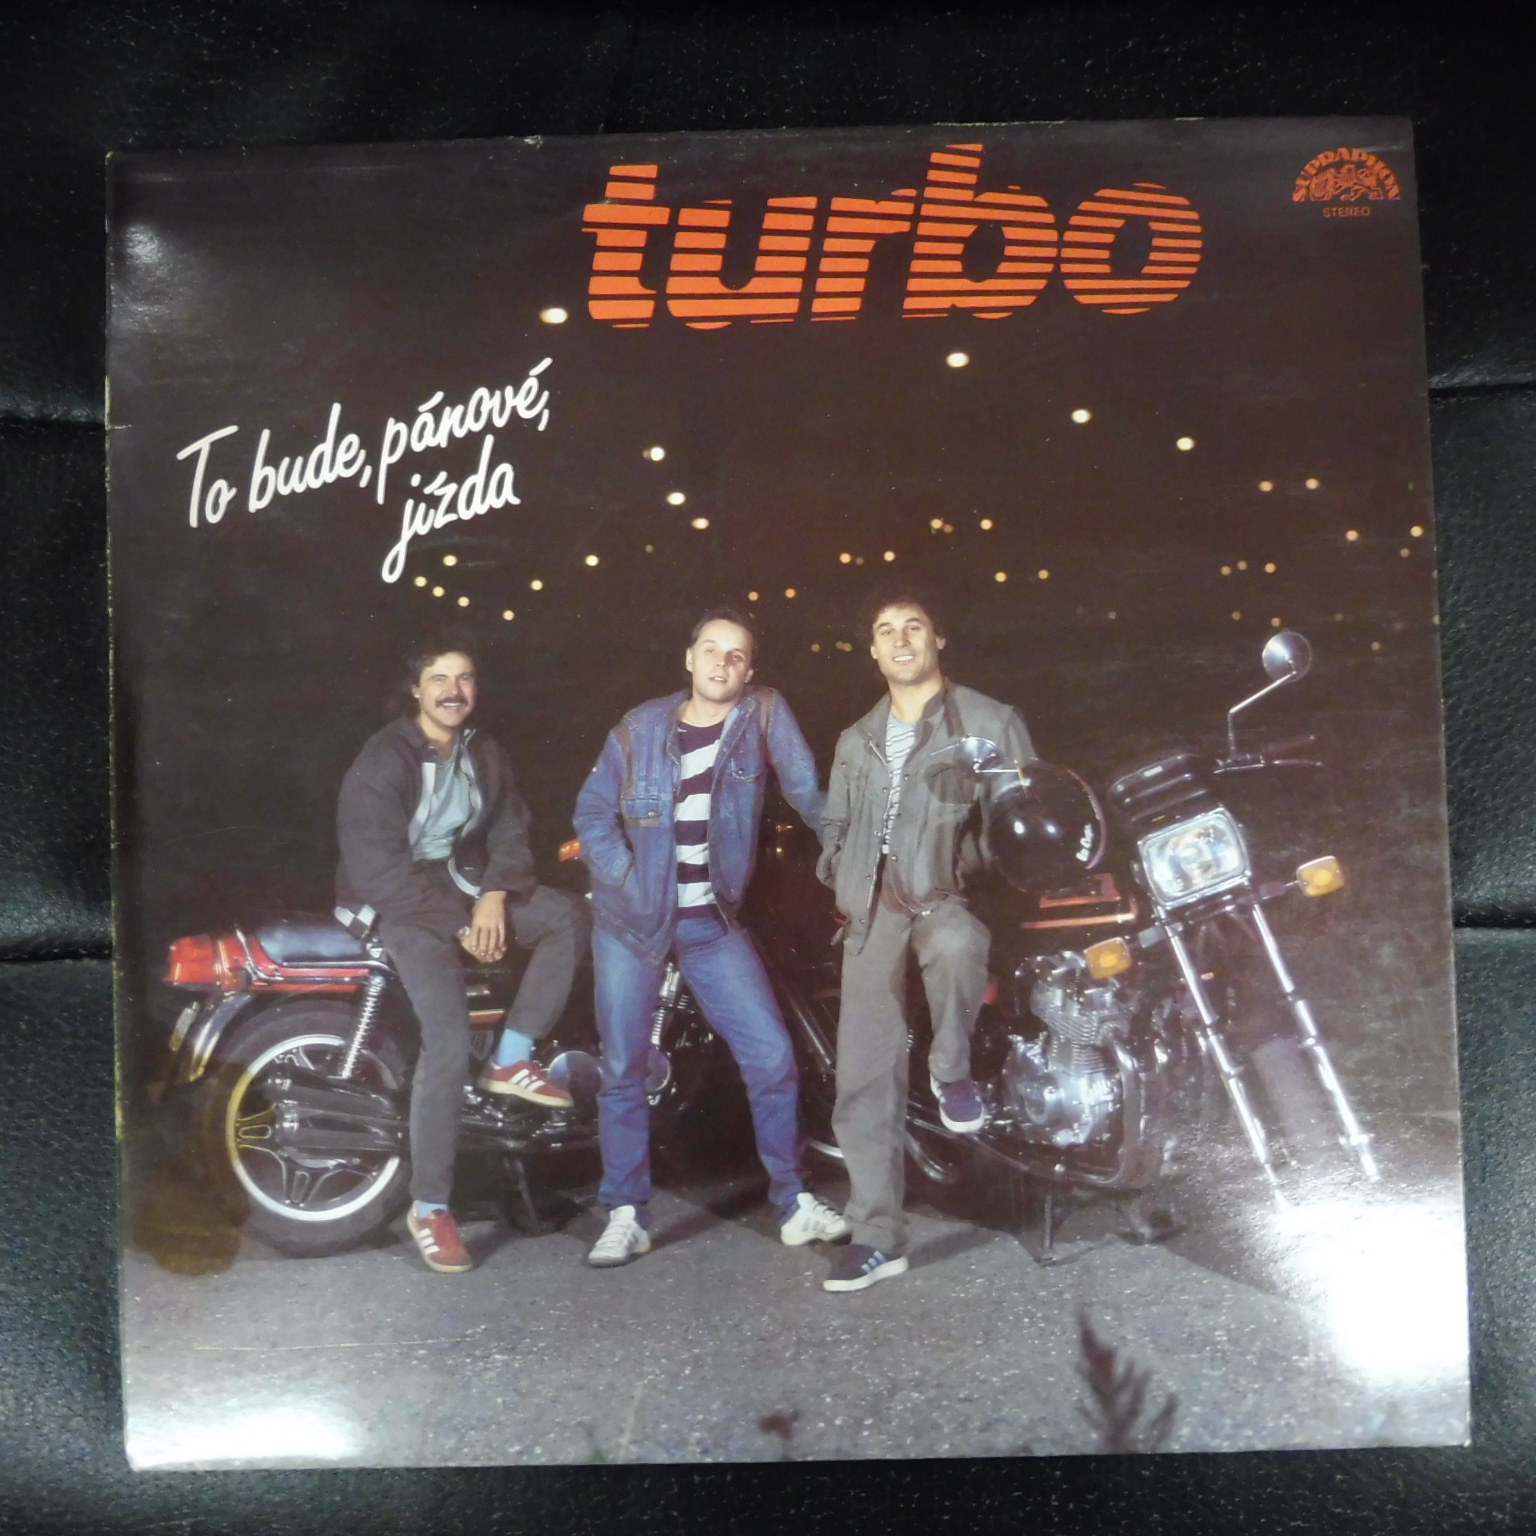 turbo
SUPRAPHON
STEREO
To bude, pánové,
jízda